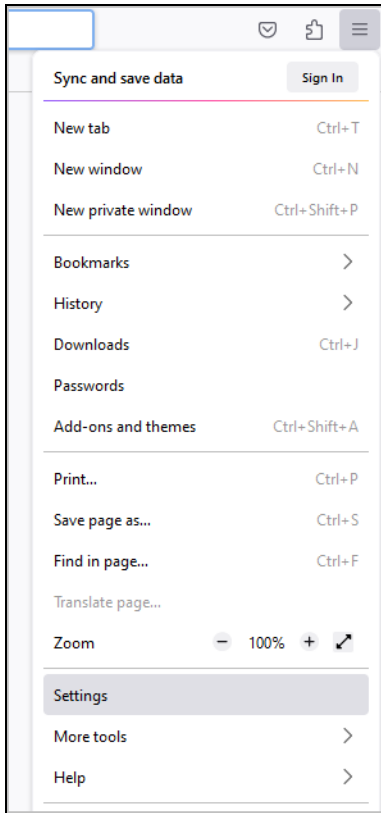 Sync and save data Sign In
New tab Ctrl+T
New window Ctrl+N
New private window Ctrl+Shift+P
Bookmarks
History
Downloads Ctrl+J
Passwords
Add-ons and themes Ctrl+Shift+A
Print... Ctrl+P
Save page as... Ctrl+S
Find in page... Ctrl+F
Translate page...
Zoom − 100% +
Settings
More tools
Help